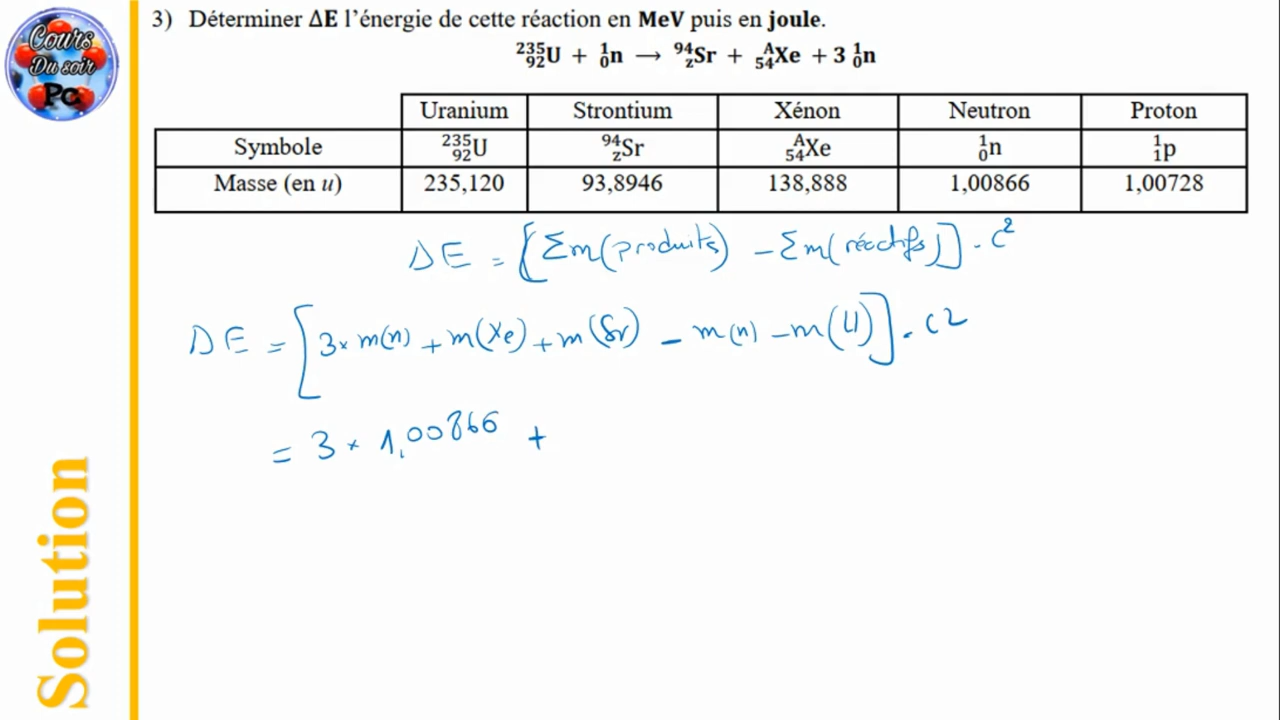 Cours
Du soir
PC
3) Déterminer ΔE l’énergie de cette réaction en MeV puis en joule.
²³⁵₉₂U + ¹₀n → ⁹⁴zSr + ᴬ₅₄Xe + 3 ¹₀n
Uranium Strontium Xénon Neutron Proton
Symbole ²³⁵₉₂U ⁹⁴zSr ᴬ₅₄Xe ¹₀n ¹₁p
Masse (en u) 235,120 93,8946 138,888 1,00866 1,00728
ΔE = [Σm(produits) - Σm(réactifs)] . c²
ΔE = [3 × m(n) + m(Xe) + m(Sr) - m(n) - m(U)] . c²
= 3 × 1,00866 +
Solution